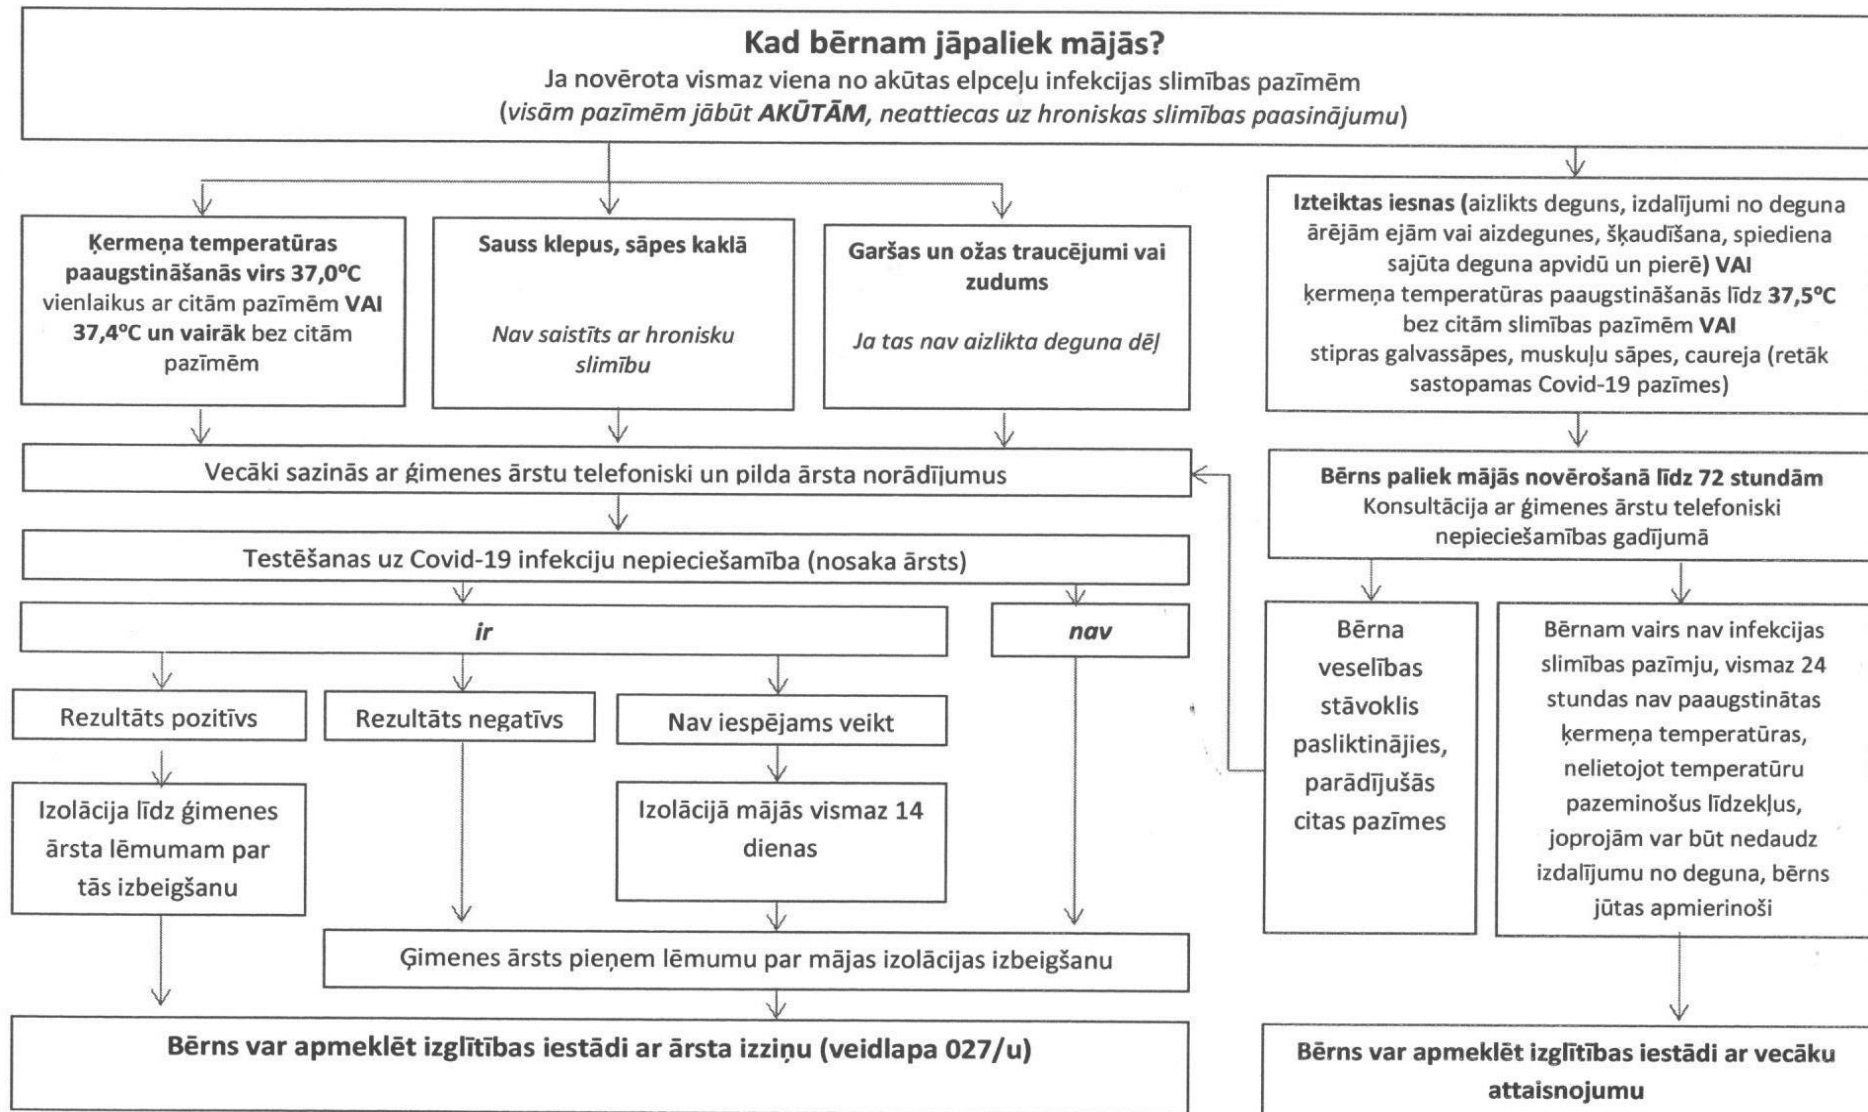 Kad bērnam jāpaliek mājās?
Ja novērota vismaz viena no akūtas elpceļu infekcijas slimības pazīmēm
(visām pazīmēm jābūt AKŪTĀM, neattiecas uz hroniskas slimības paasinājumu)
Ķermeņa temperatūras
paaugstināšanās virs 37,0°C
vienlaikus ar citām pazīmēm VAI
37,4°C un vairāk bez citām
pazīmēm
Sauss klepus, sāpes kaklā
Nav saistīts ar hronisku
slimību
Garšas un ožas traucējumi vai
zudums
Ja tas nav aizlikta deguna dēļ
Izteiktas iesnas (aizlikts deguns, izdalījumi no deguna
ārējām ejām vai aizdegunes, šķaudīšana, spiediena
sajūta deguna apvidū un pierē) VAI
ķermeņa temperatūras paaugstināšanās līdz 37,5°C
bez citām slimības pazīmēm VAI
stipras galvassāpes, muskuļu sāpes, caureja (retāk
sastopamas Covid-19 pazīmes)
Vecāki sazinās ar ģimenes ārstu telefoniski un pilda ārsta norādījumus
Bērns paliek mājās novērošanā līdz 72 stundām
Konsultācija ar ģimenes ārstu telefoniski
nepieciešamības gadījumā
Testēšanas uz Covid-19 infekciju nepieciešamība (nosaka ārsts)
ir
nav
Rezultāts pozitīvs
Rezultāts negatīvs
Nav iespējams veikt
Izolācija līdz ģimenes
ārsta lēmumam par
tās izbeigšanu
Izolācijā mājās vismaz 14
dienas
Bērna
veselības
stāvoklis
pasliktinājies,
parādījušās
citas pazīmes
Bērnam vairs nav infekcijas
slimības pazīmju, vismaz 24
stundas nav paaugstinātas
ķermeņa temperatūras,
nelietojot temperatūru
pazeminošus līdzekļus,
joprojām var būt nedaudz
izdalījumu no deguna, bērns
jūtas apmierinoši
Ģimenes ārsts pieņem lēmumu par mājas izolācijas izbeigšanu
Bērns var apmeklēt izglītības iestādi ar ārsta izziņu (veidlapa 027/u)
Bērns var apmeklēt izglītības iestādi ar vecāku
attaisnojumu